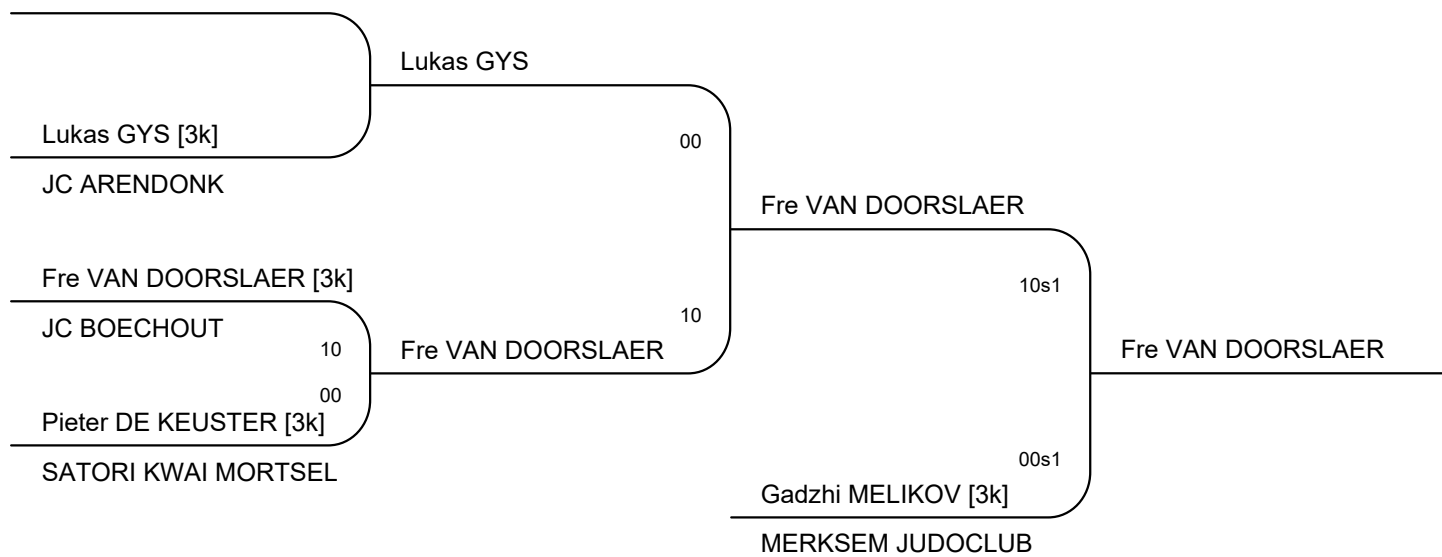 Lukas GYS
Lukas GYS [3k]
JC ARENDONK
00
Fre VAN DOORSLAER
Fre VAN DOORSLAER [3k]
JC BOECHOUT
10
00
Pieter DE KEUSTER [3k]
SATORI KWAI MORTSEL
10
Fre VAN DOORSLAER
10s1
Fre VAN DOORSLAER
00s1
Gadzhi MELIKOV [3k]
MERKSEM JUDOCLUB